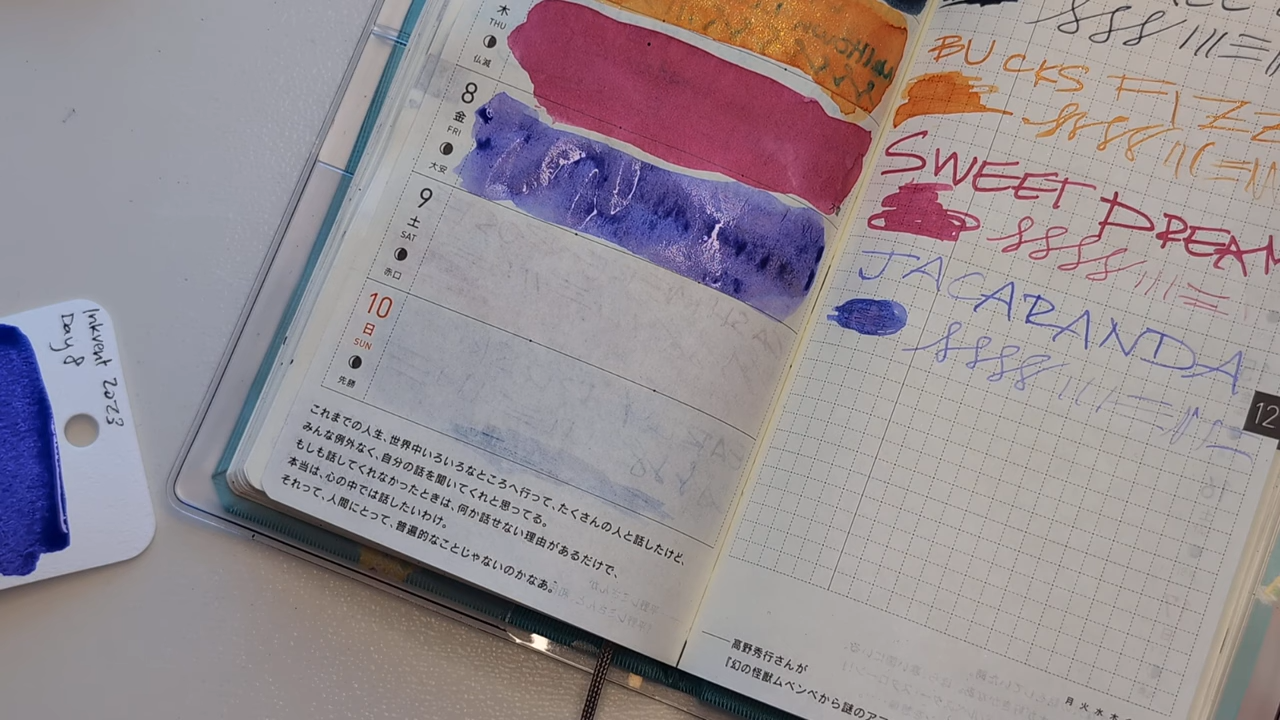 木
THU
仏滅
8
金
FRI
大安
9
土
SAT
赤口
10
日
SUN
先勝
これまでの人生、世界中いろいろなところへ行って、たくさんの人と話したけど、
みんな例外なく、自分の話を聞いてくれと思ってる。
もしも話してくれなかったときは、何か話せない理由があるだけで、
本当は、心の中では話したいわけ。
それって、人間にとって、普遍的なことじゃないのかなあ。
BUCKS FIZZ
SWEET DREAM
JACARANDA
12
高野秀行さんが
『幻の怪獣ムベンベから謎のア
月 火 水 木
Inkvent 2023
Day 8